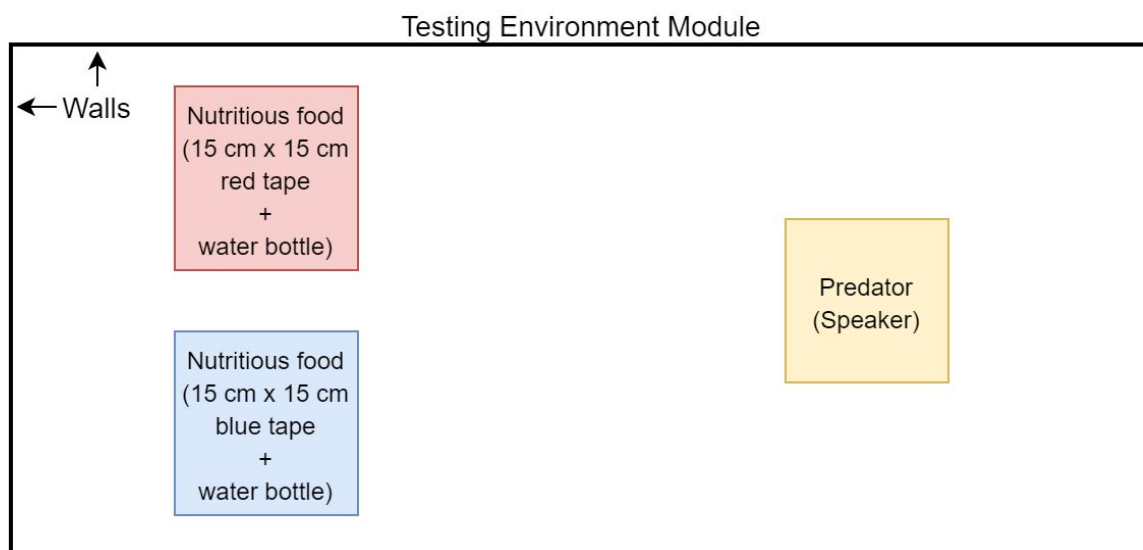 Testing Environment Module
Walls
Nutritious food
(15 cm x 15 cm
red tape
+
water bottle)
Nutritious food
(15 cm x 15 cm
blue tape
+
water bottle)
Predator
(Speaker)